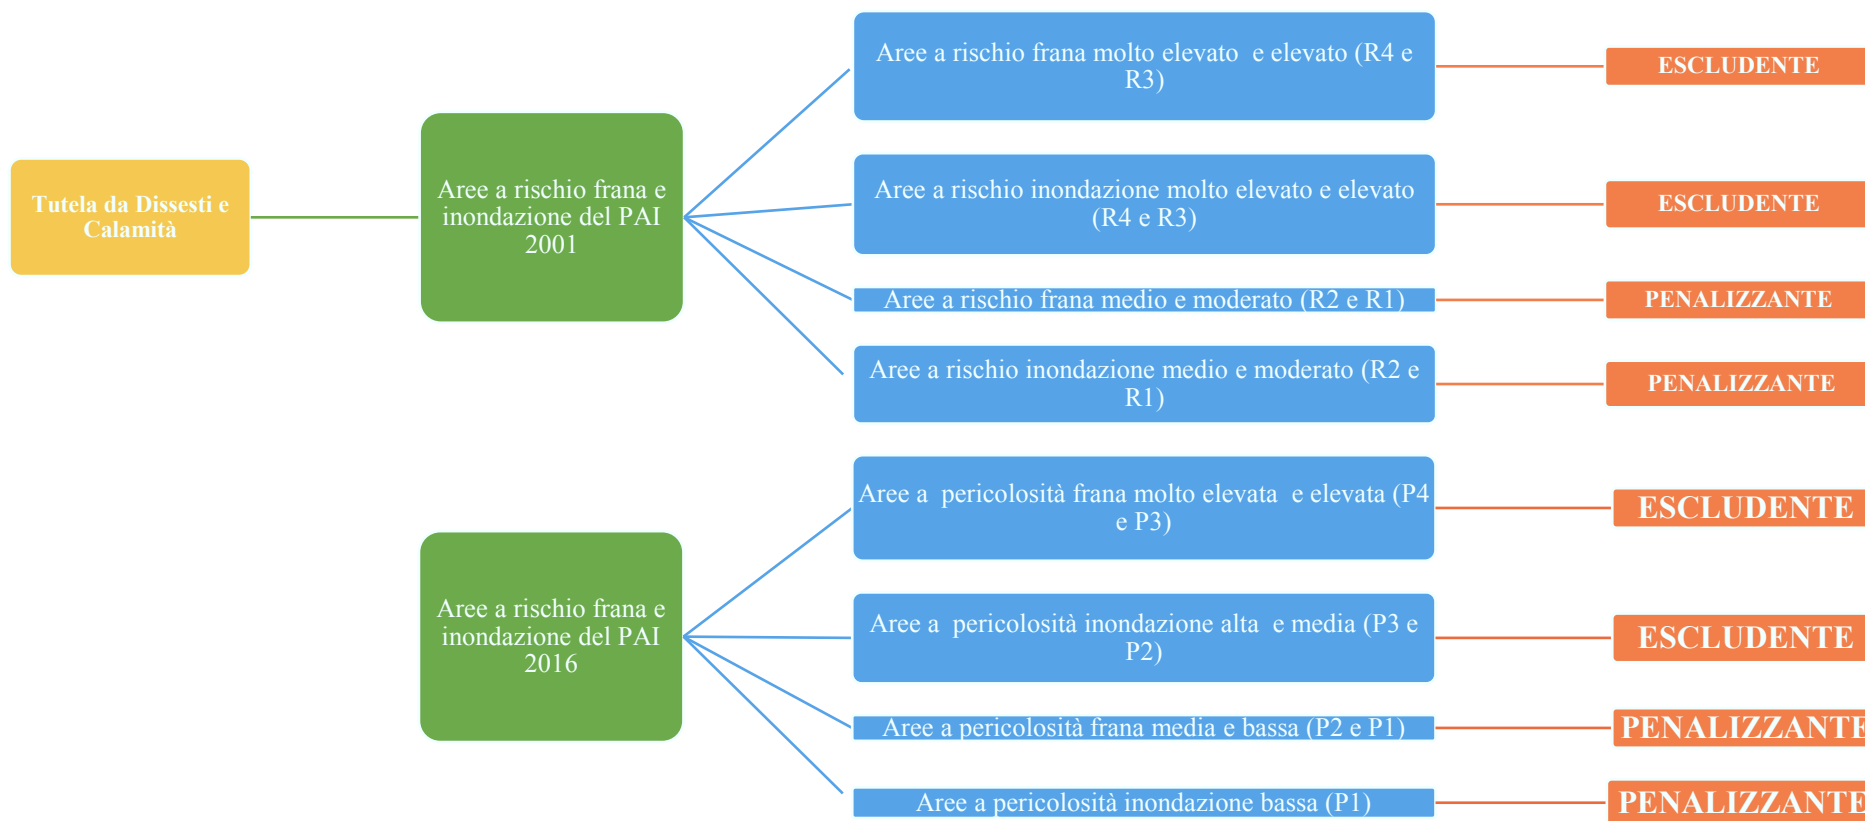 Tutela da Dissesti e
Calamità
Aree a rischio frana e
inondazione del PAI
2001
Aree a rischio frana molto elevato e elevato (R4 e
R3)
ESCLUDENTE
Aree a rischio inondazione molto elevato e elevato
(R4 e R3)
ESCLUDENTE
Aree a rischio frana medio e moderato (R2 e R1)
PENALIZZANTE
Aree a rischio inondazione medio e moderato (R2 e
R1)
PENALIZZANTE
Aree a rischio frana e
inondazione del PAI
2016
Aree a pericolosità frana molto elevata e elevata (P4
e P3)
ESCLUDENTE
Aree a pericolosità inondazione alta e media (P3 e
P2)
ESCLUDENTE
Aree a pericolosità frana media e bassa (P2 e P1)
PENALIZZANTE
Aree a pericolosità inondazione bassa (P1)
PENALIZZANTE